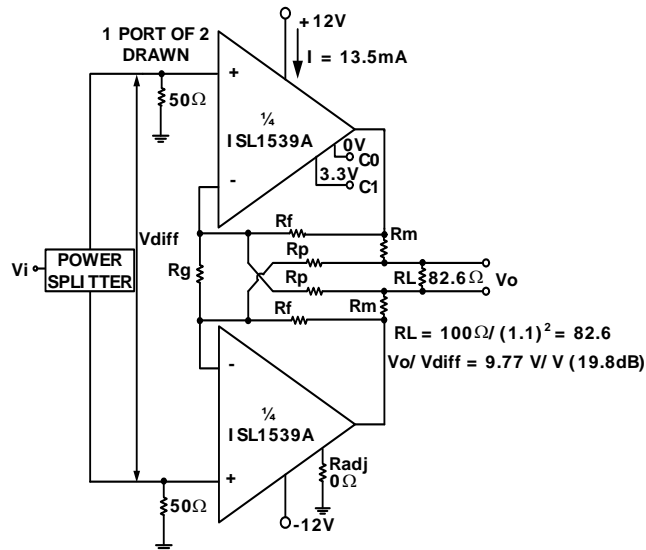 1 PORT OF 2
DRAWN
+12V
I = 13.5mA
+
50Ω
¼
ISL1539A
0V
C0
3.3V
C1
-
Rf
Rm
Rp
Vdiff
Vi
POWER
SPLITTER
Rg
Rp
RL
82.6Ω
Vo
Rm
Rf
RL = 100Ω/ (1.1)² = 82.6
Vo/ Vdiff = 9.77 V/ V (19.8dB)
-
¼
ISL1539A
+
Radj
0Ω
50Ω
-12V